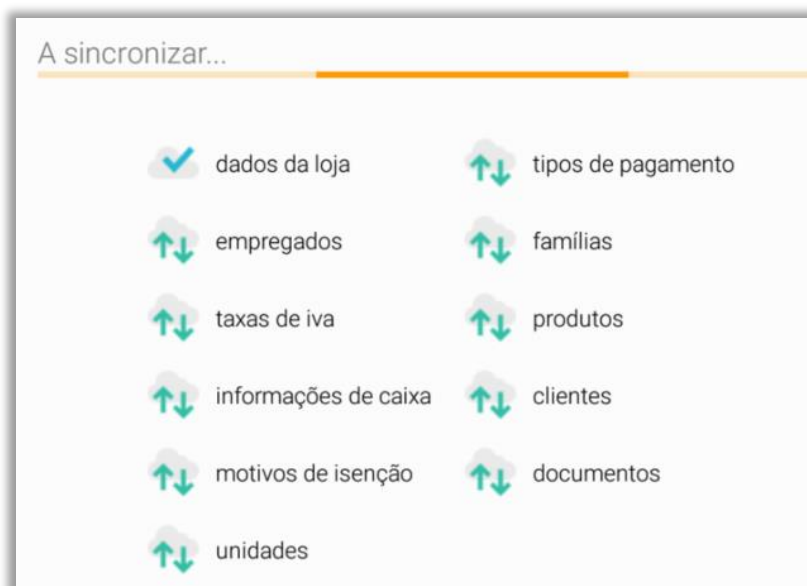 A sincronizar...
dados da loja
tipos de pagamento
empregados
famílias
taxas de iva
produtos
informações de caixa
clientes
motivos de isenção
documentos
unidades